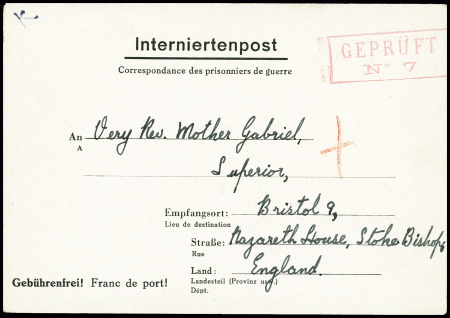 Interniertenpost
Correspondance des prisonniers de guerre
GEPRÜFT
Nº 7
An Very Rev. Mother Gabriel,
A
Superior,
Empfangsort: Bristol 9,
Lieu de destination
Straße: Nazareth House, Stoke Bishop,
Rue
Land: England.
Landesteil (Provinz usw.)
Dépt.
Gebührenfrei! Franc de port!